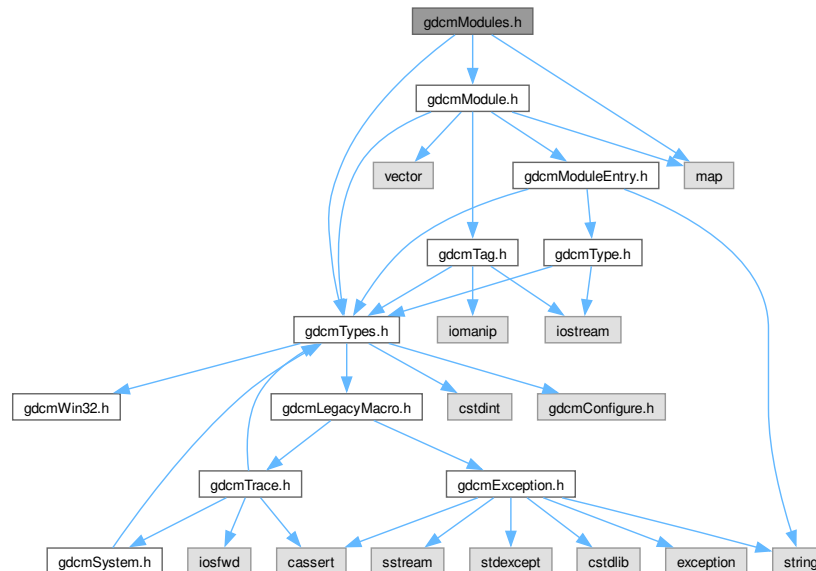 gdcmModules.h
gdcmModule.h
vector
gdcmModuleEntry.h
map
gdcmTag.h
gdcmType.h
gdcmTypes.h
iomanip
iostream
gdcmWin32.h
gdcmLegacyMacro.h
cstdint
gdcmConfigure.h
gdcmTrace.h
gdcmException.h
gdcmSystem.h
iosfwd
cassert
sstream
stdexcept
cstdlib
exception
string